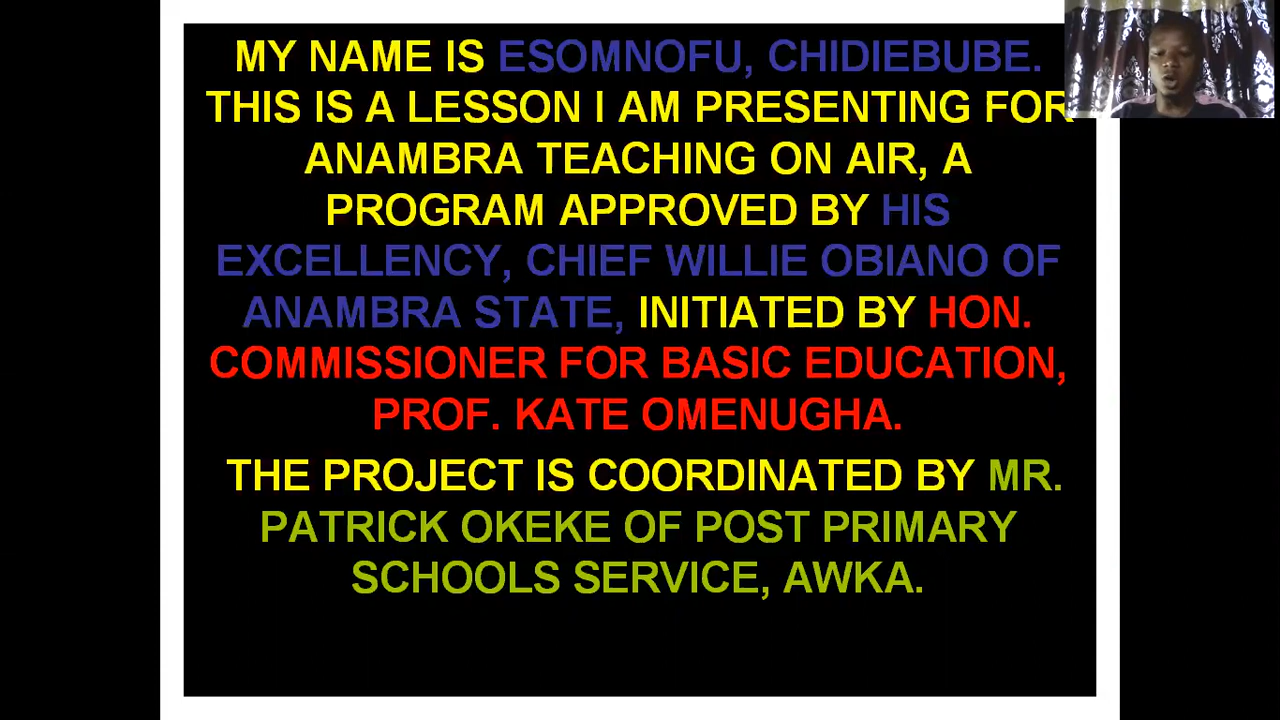 MY NAME IS ESOMNOFU, CHIDIEBUBE.
THIS IS A LESSON I AM PRESENTING FOR
ANAMBRA TEACHING ON AIR, A
PROGRAM APPROVED BY HIS
EXCELLENCY, CHIEF WILLIE OBIANO OF
ANAMBRA STATE, INITIATED BY HON.
COMMISSIONER FOR BASIC EDUCATION,
PROF. KATE OMENUGHA.
THE PROJECT IS COORDINATED BY MR.
PATRICK OKEKE OF POST PRIMARY
SCHOOLS SERVICE, AWKA.